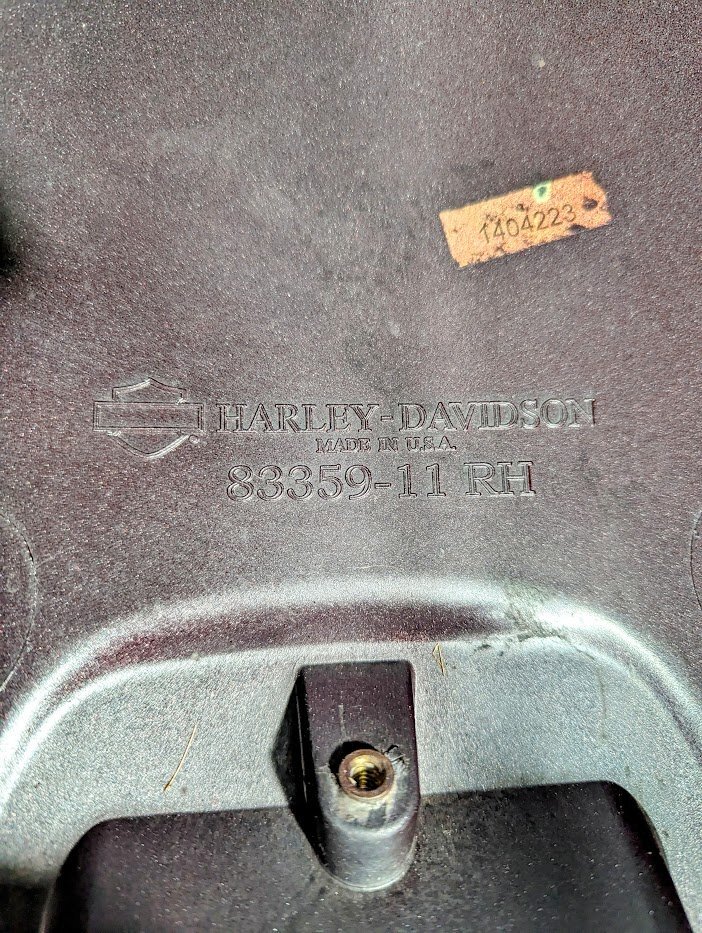 1404223
HARLEY-DAVIDSON
MADE IN U.S.A.
83359-11 RH